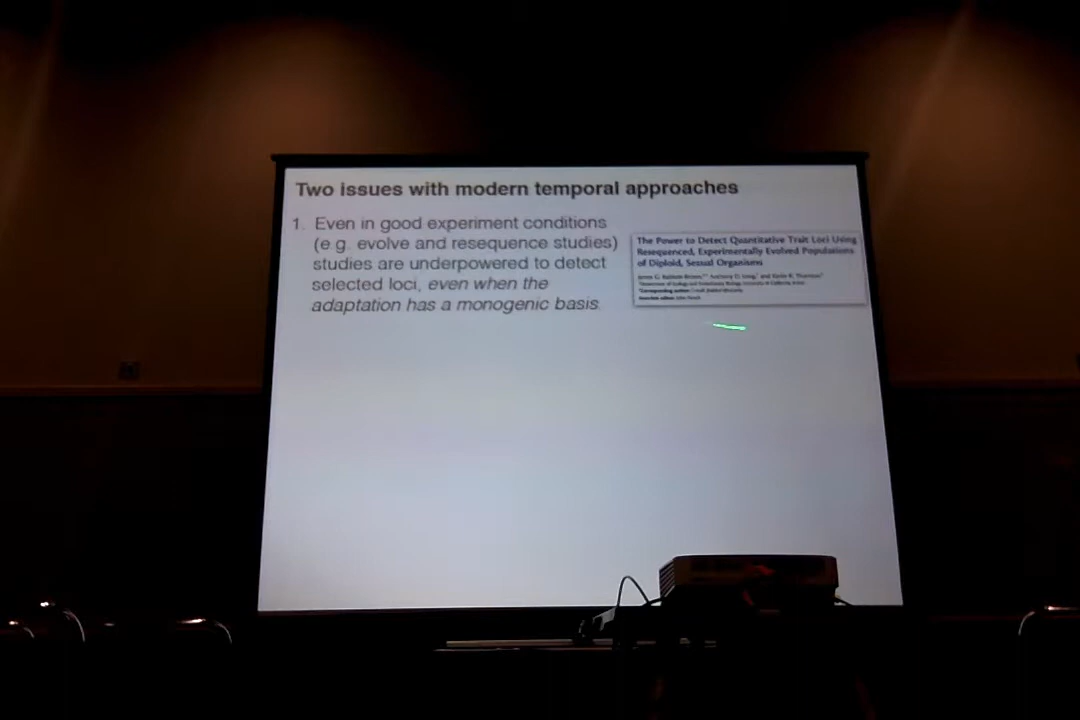 Two issues with modern temporal approaches
1. Even in good experiment conditions
(e.g. evolve and resequence studies)
studies are underpowered to detect
selected loci, even when the
adaptation has a monogenic basis.
The Power to Detect Quantitative Trait Loci Using
Resequenced, Experimentally Evolved Populations
of Diploid, Sexual Organisms